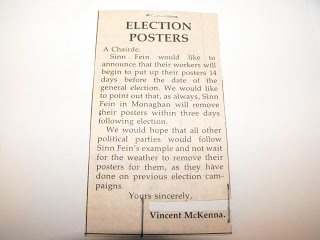 ELECTION
POSTERS
A Chairde,
Sinn Fein would like to
announce that their workers will
begin to put up their posters 14
days before the date of the
general election. We would like
to point out that, as always, Sinn
Fein in Monaghan will remove
their posters within three days
following election.
We would hope that all other
political parties would follow
Sinn Fein's example and not wait
for the weather to remove their
posters for them, as they have
done on previous election cam-
paigns.
Yours sincerely,
Vincent McKenna.